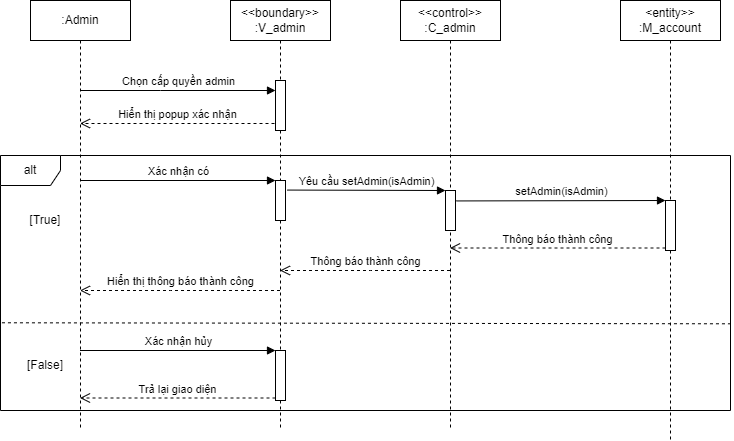 :Admin
<<boundary>>
:V_admin
<<control>>
:C_admin
<entity>>
:M_account
Chọn cấp quyền admin
Hiển thị popup xác nhận
alt
Xác nhận có
Yêu cầu setAdmin(isAdmin)
setAdmin(isAdmin)
[True]
Thông báo thành công
Thông báo thành công
Hiển thị thông báo thành công
Xác nhận hủy
[False]
Trả lại giao diện